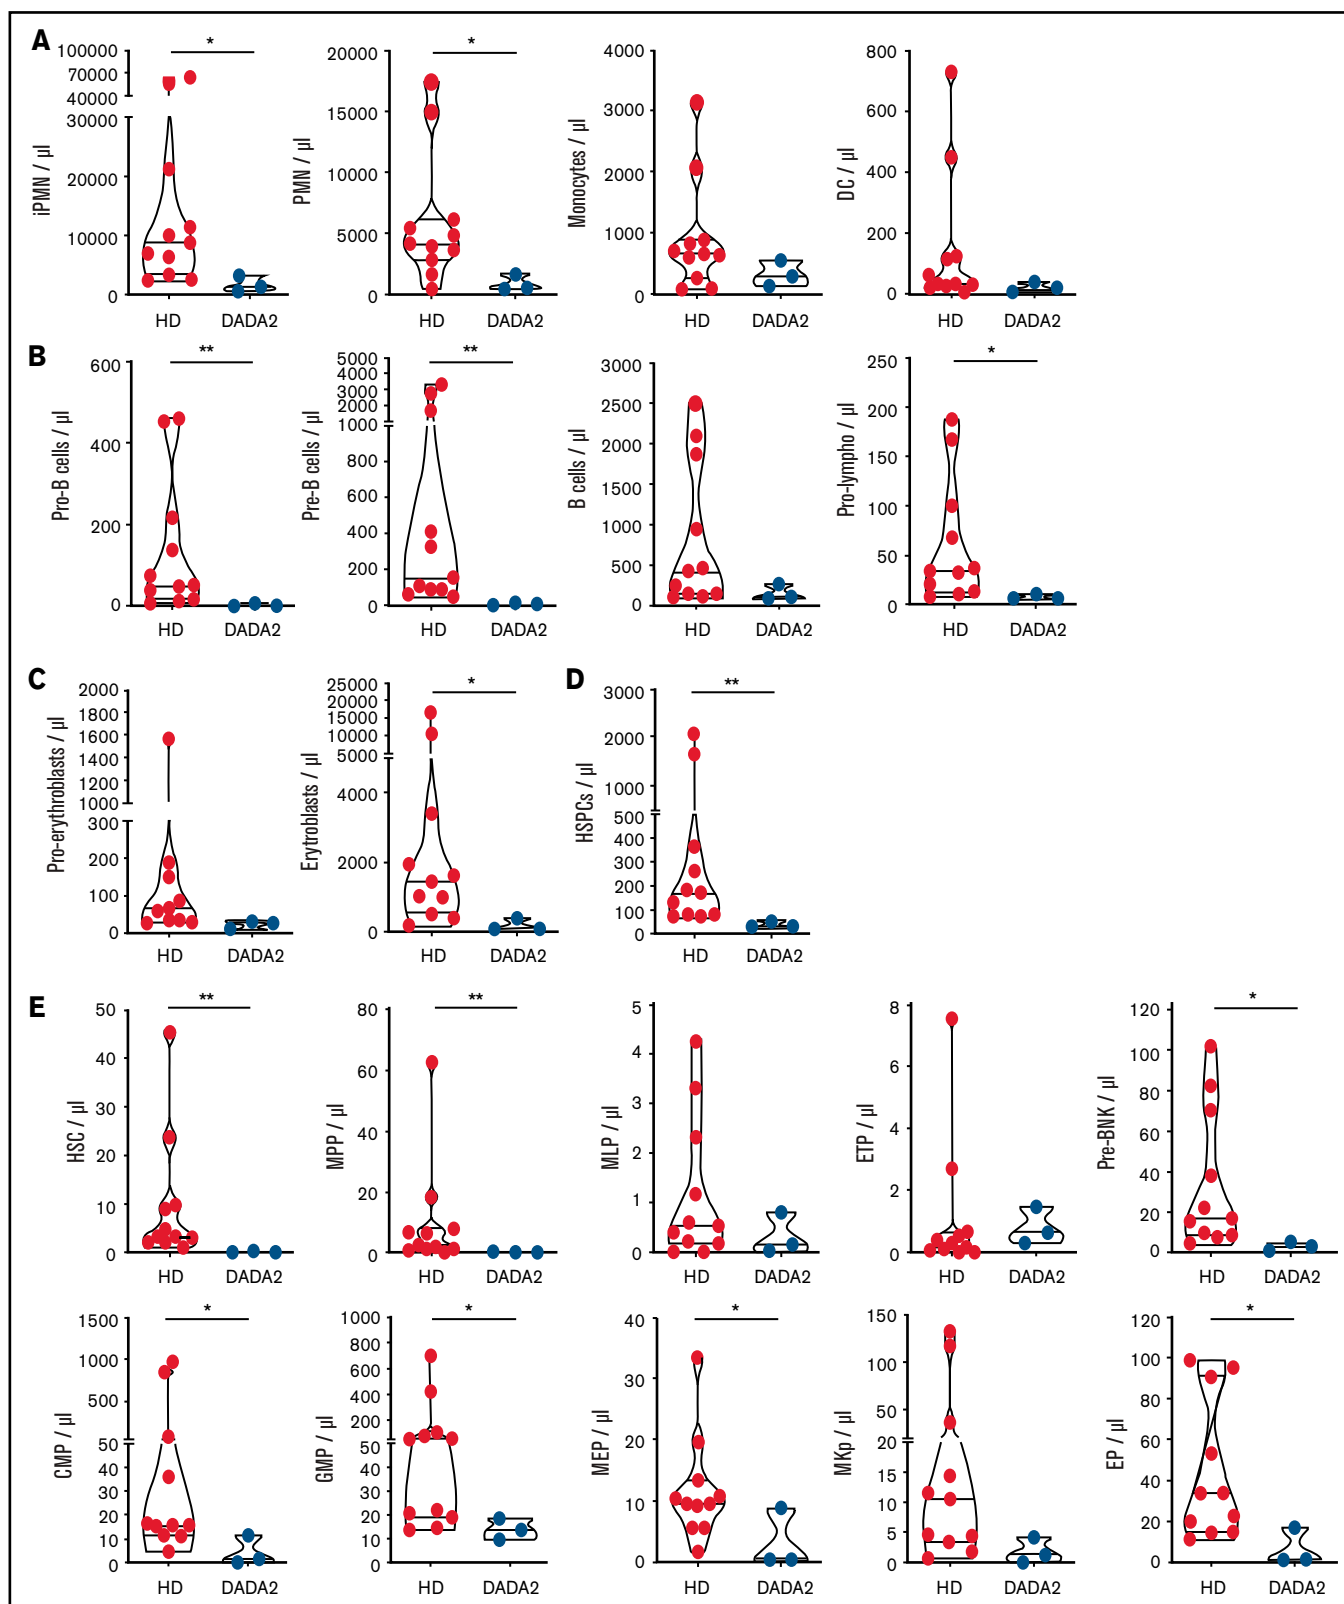 A
iPMN / µl
100000
70000
40000
30000
20000
10000
0
*
HD
DADA2
PMN / µl
20000
15000
10000
5000
0
*
HD
DADA2
Monocytes / µl
4000
3000
2000
1000
0
HD
DADA2
DC / µl
800
600
400
200
0
HD
DADA2
B
Pro-B cells / µl
600
400
200
0
**
HD
DADA2
Pre-B cells / µl
5000
4000
3000
2000
1000
800
600
400
200
0
**
HD
DADA2
B cells / µl
3000
2500
2000
1500
1000
500
0
HD
DADA2
Pro-lympho / µl
250
200
150
100
50
0
*
HD
DADA2
C
Pro-erythroblasts / µl
2000
1800
1600
1400
1200
1000
300
200
100
0
HD
DADA2
Erytroblasts / µl
25000
20000
15000
10000
5000
4000
2000
0
*
HD
DADA2
D
HSPCs / µl
3000
2000
1000
500
400
300
200
100
0
**
HD
DADA2
E
HSC / µl
50
40
30
20
10
0
**
HD
DADA2
MPP / µl
80
60
40
20
0
**
HD
DADA2
MLP / µl
5
4
3
2
1
0
HD
DADA2
ETP / µl
8
6
4
2
0
HD
DADA2
Pre-BNK / µl
120
100
80
60
40
20
0
*
HD
DADA2
CMP / µl
1500
1000
500
50
40
30
20
10
0
*
HD
DADA2
GMP / µl
1000
800
600
400
200
50
40
30
20
10
0
*
HD
DADA2
MEP / µl
40
30
20
10
0
*
HD
DADA2
MKp / µl
150
100
50
20
15
10
5
0
HD
DADA2
EP / µl
120
100
80
60
40
20
0
*
HD
DADA2